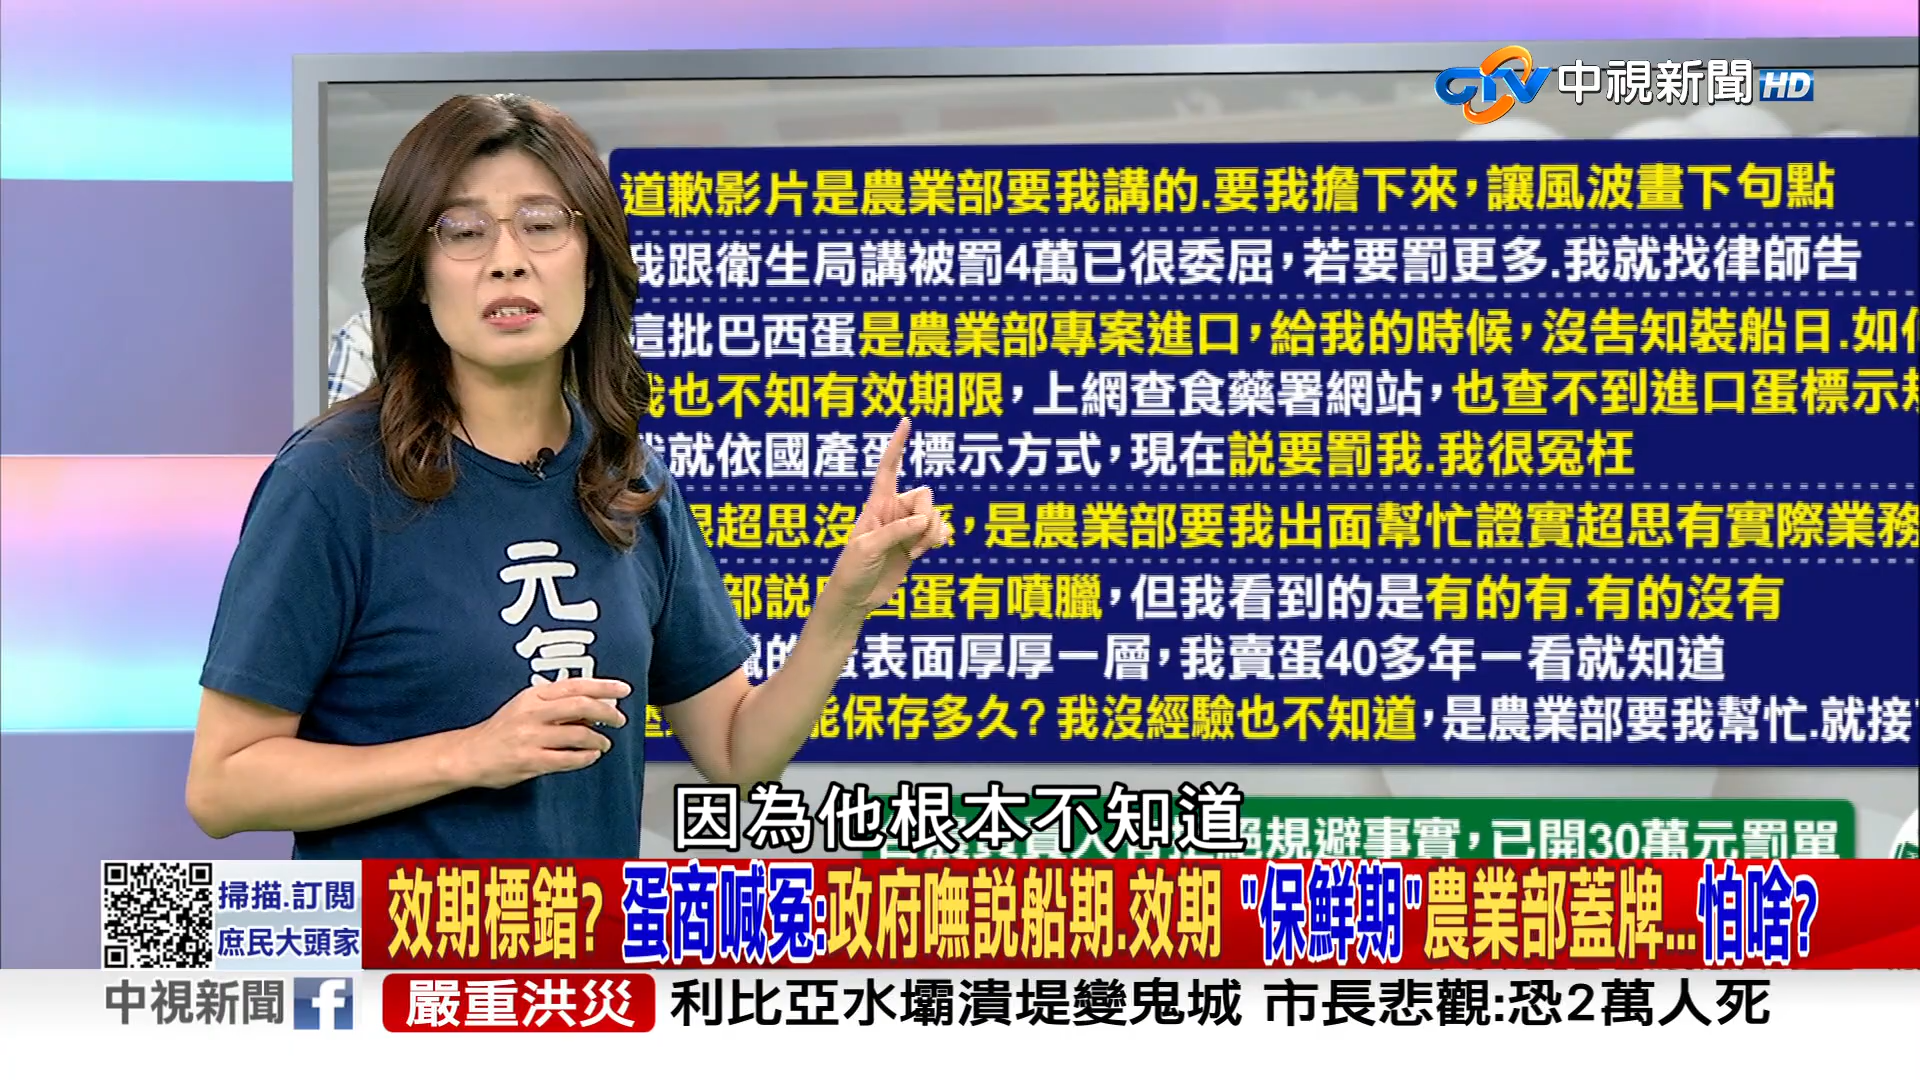 CTV 中視新聞 HD
道歉影片是農業部要我講的.要我擔下來,讓風波畫下句點
我跟衛生局講被罰4萬已很委屈,若要罰更多.我就找律師告
這批巴西蛋是農業部專案進口,給我的時候,沒告知裝船日.如
我也不知有效期限,上網查食藥署網站,也查不到進口蛋標示
我就依國產蛋標示方式,現在說要罰我.我很冤枉
跟超思沒 係,是農業部要我出面幫忙證實超思有實際業務
部說巴西蛋有噴臘,但我看到的是有的有.有的沒有
臘的蛋表面厚厚一層,我賣蛋40多年一看就知道
能保存多久?我沒經驗也不知道,是農業部要我幫忙.就接
規避事實,已開30萬元罰單
因為他根本不知道
元氣
掃描.訂閱
庶民大頭家
效期標錯? 蛋商喊冤:政府嘸說船期.效期 "保鮮期"農業部蓋牌...怕啥?
中視新聞 f
嚴重洪災 利比亞水壩潰堤變鬼城 市長悲觀:恐2萬人死